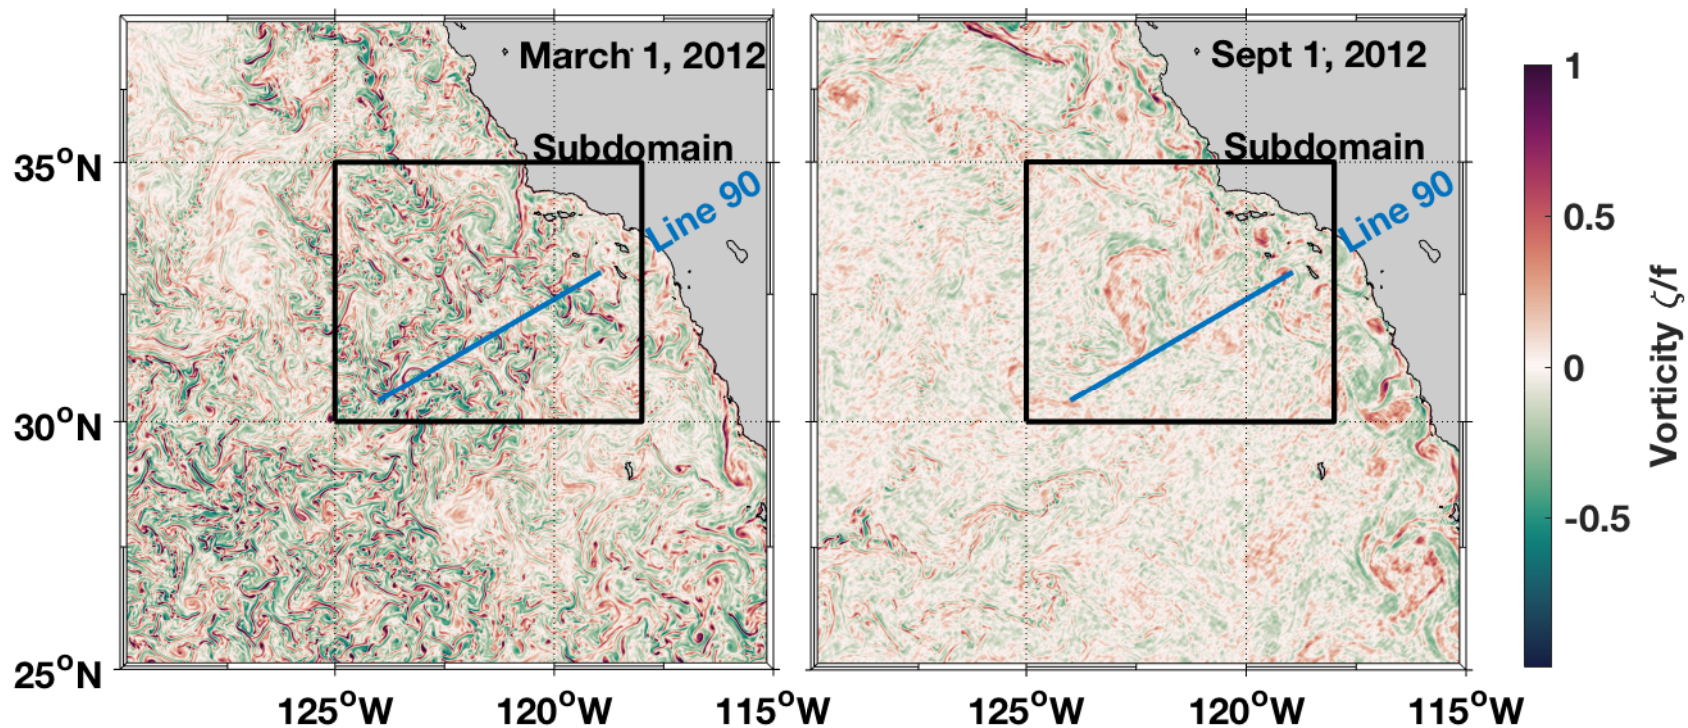 March 1, 2012
Sept 1, 2012
Subdomain
Subdomain
Line 90
Line 90
35°N
30°N
25°N
125°W
120°W
115°W
125°W
120°W
115°W
1
0.5
0
-0.5
Vorticity ζ/f